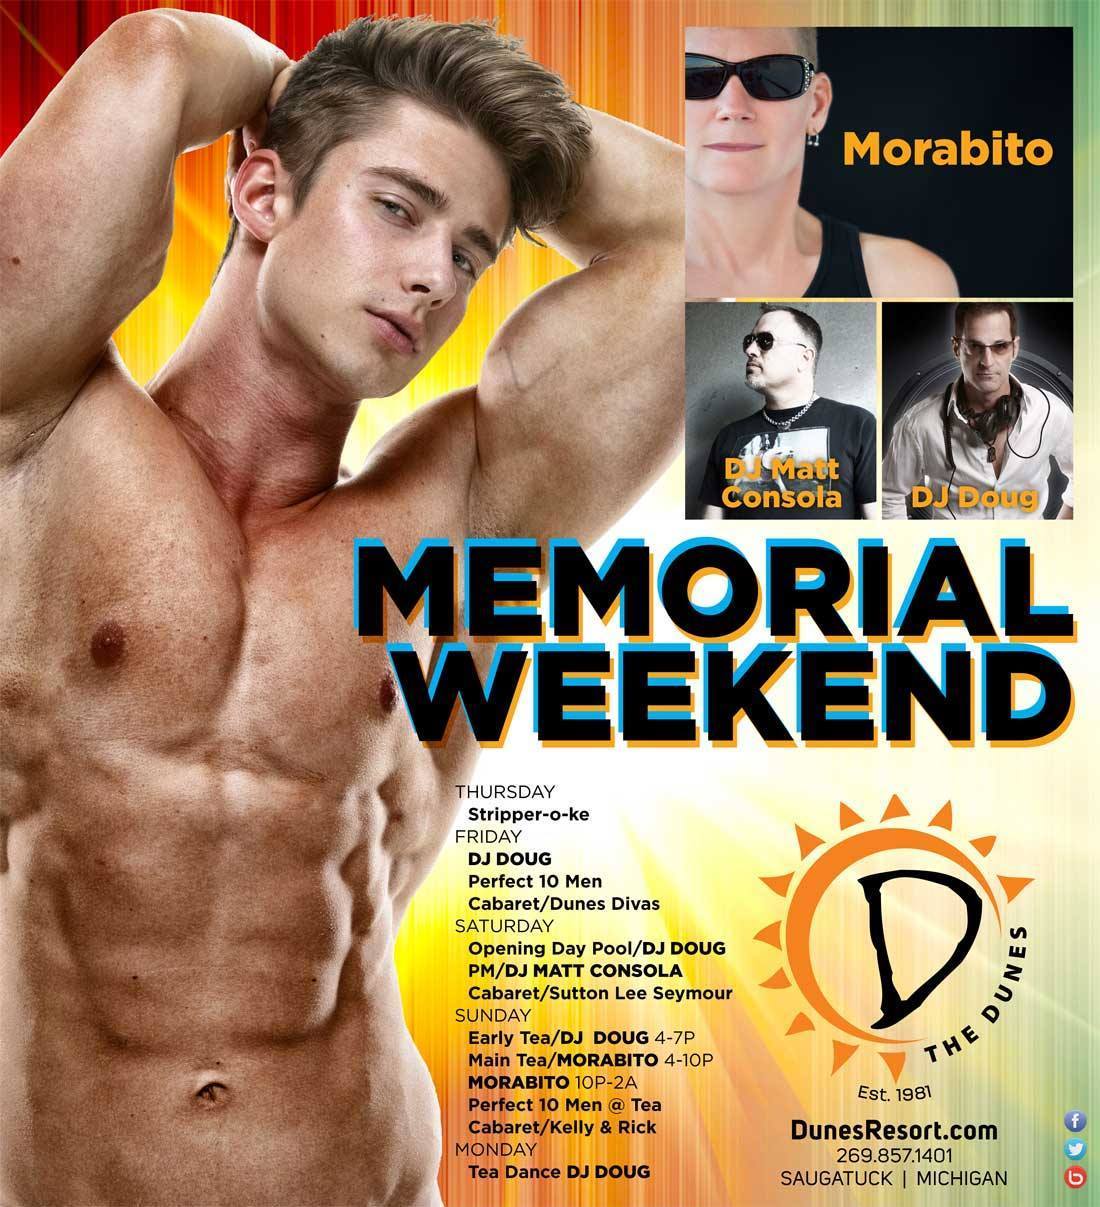 Morabito
DJ Matt
Consola
DJ Doug
MEMORIAL
WEEKEND
THURSDAY
Stripper-o-ke
FRIDAY
DJ DOUG
Perfect 10 Men
Cabaret/Dunes Divas
SATURDAY
Opening Day Pool/DJ DOUG
PM/DJ MATT CONSOLA
Cabaret/Sutton Lee Seymour
SUNDAY
Early Tea/DJ DOUG 4-7P
Main Tea/MORABITO 4-10P
MORABITO 10P-2A
Perfect 10 Men @ Tea
Cabaret/Kelly & Rick
MONDAY
Tea Dance DJ DOUG
D
THE DUNES
Est. 1981
DunesResort.com
269.857.1401
SAUGATUCK | MICHIGAN
f
b